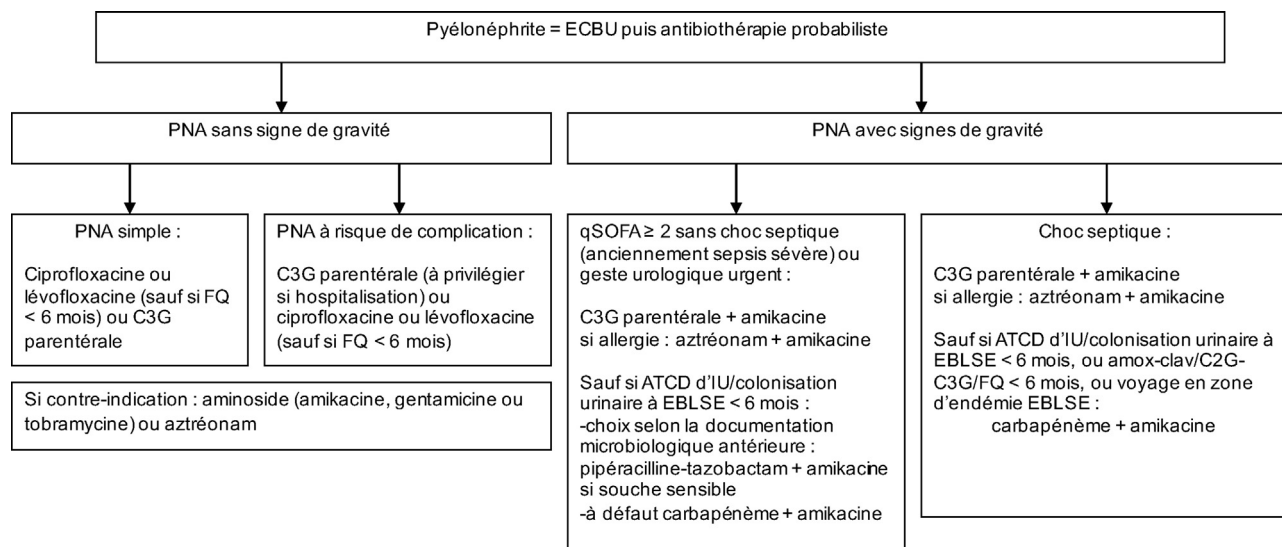 Pyélonéphrite = ECBU puis antibiothérapie probabiliste
PNA sans signe de gravité
PNA avec signes de gravité
PNA simple :
Ciprofloxacine ou
lévofloxacine (sauf si FQ
< 6 mois) ou C3G
parentérale
PNA à risque de complication :
C3G parentérale (à privilégier
si hospitalisation) ou
ciprofloxacine ou lévofloxacine
(sauf si FQ < 6 mois)
Si contre-indication : aminoside (amikacine, gentamicine ou
tobramycine) ou aztréonam
qSOFA ≥ 2 sans choc septique
(anciennement sepsis sévère) ou
geste urologique urgent :
C3G parentérale + amikacine
si allergie : aztréonam + amikacine
Sauf si ATCD d'IU/colonisation
urinaire à EBLSE < 6 mois :
-choix selon la documentation
microbiologique antérieure :
pipéracilline-tazobactam + amikacine
si souche sensible
-à défaut carbapénème + amikacine
Choc septique :
C3G parentérale + amikacine
si allergie : aztréonam + amikacine
Sauf si ATCD d'IU/colonisation urinaire à
EBLSE < 6 mois, ou amox-clav/C2G-
C3G/FQ < 6 mois, ou voyage en zone
d'endémie EBLSE :
carbapénème + amikacine